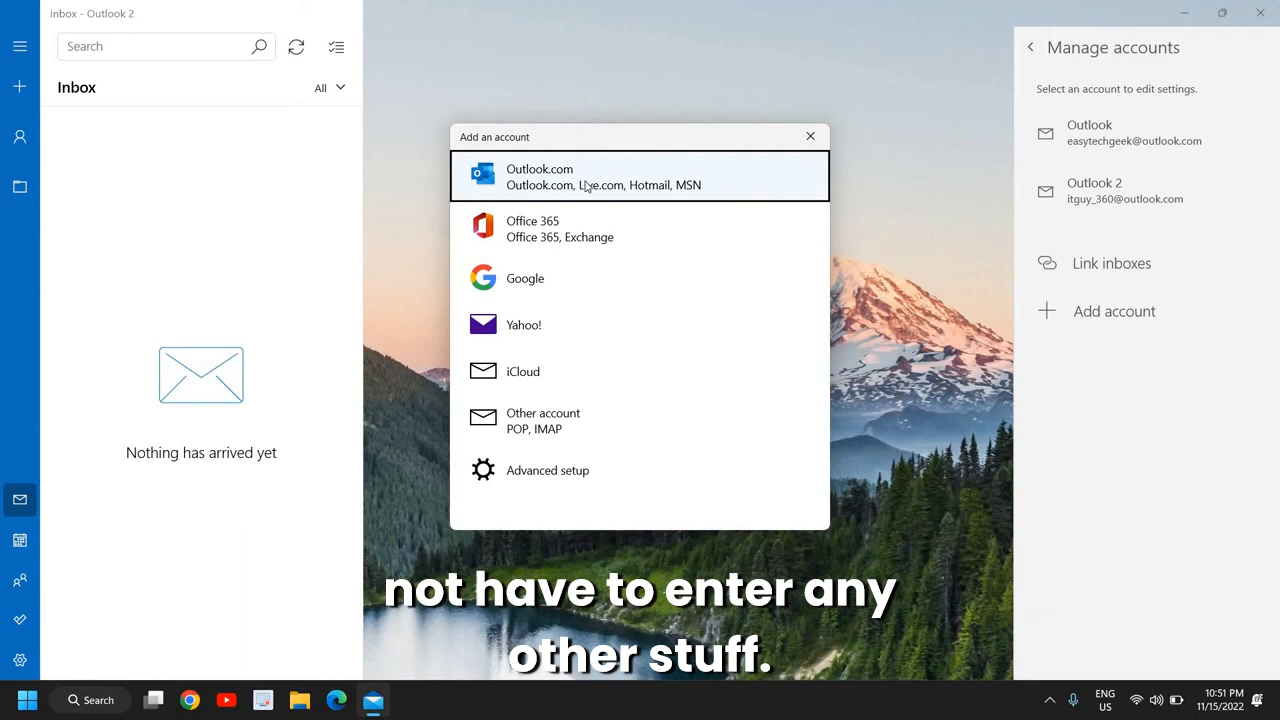 Inbox - Outlook 2
Search
Inbox
All
Nothing has arrived yet
Add an account
Outlook.com
Outlook.com, Live.com, Hotmail, MSN
Office 365
Office 365, Exchange
Google
Yahoo!
iCloud
Other account
POP, IMAP
Advanced setup
Manage accounts
Select an account to edit settings.
Outlook
easytechgeek@outlook.com
Outlook 2
itguy_360@outlook.com
Link inboxes
Add account
not have to enter any
other stuff.
Search
ENG
US
10:51 PM
11/15/2022